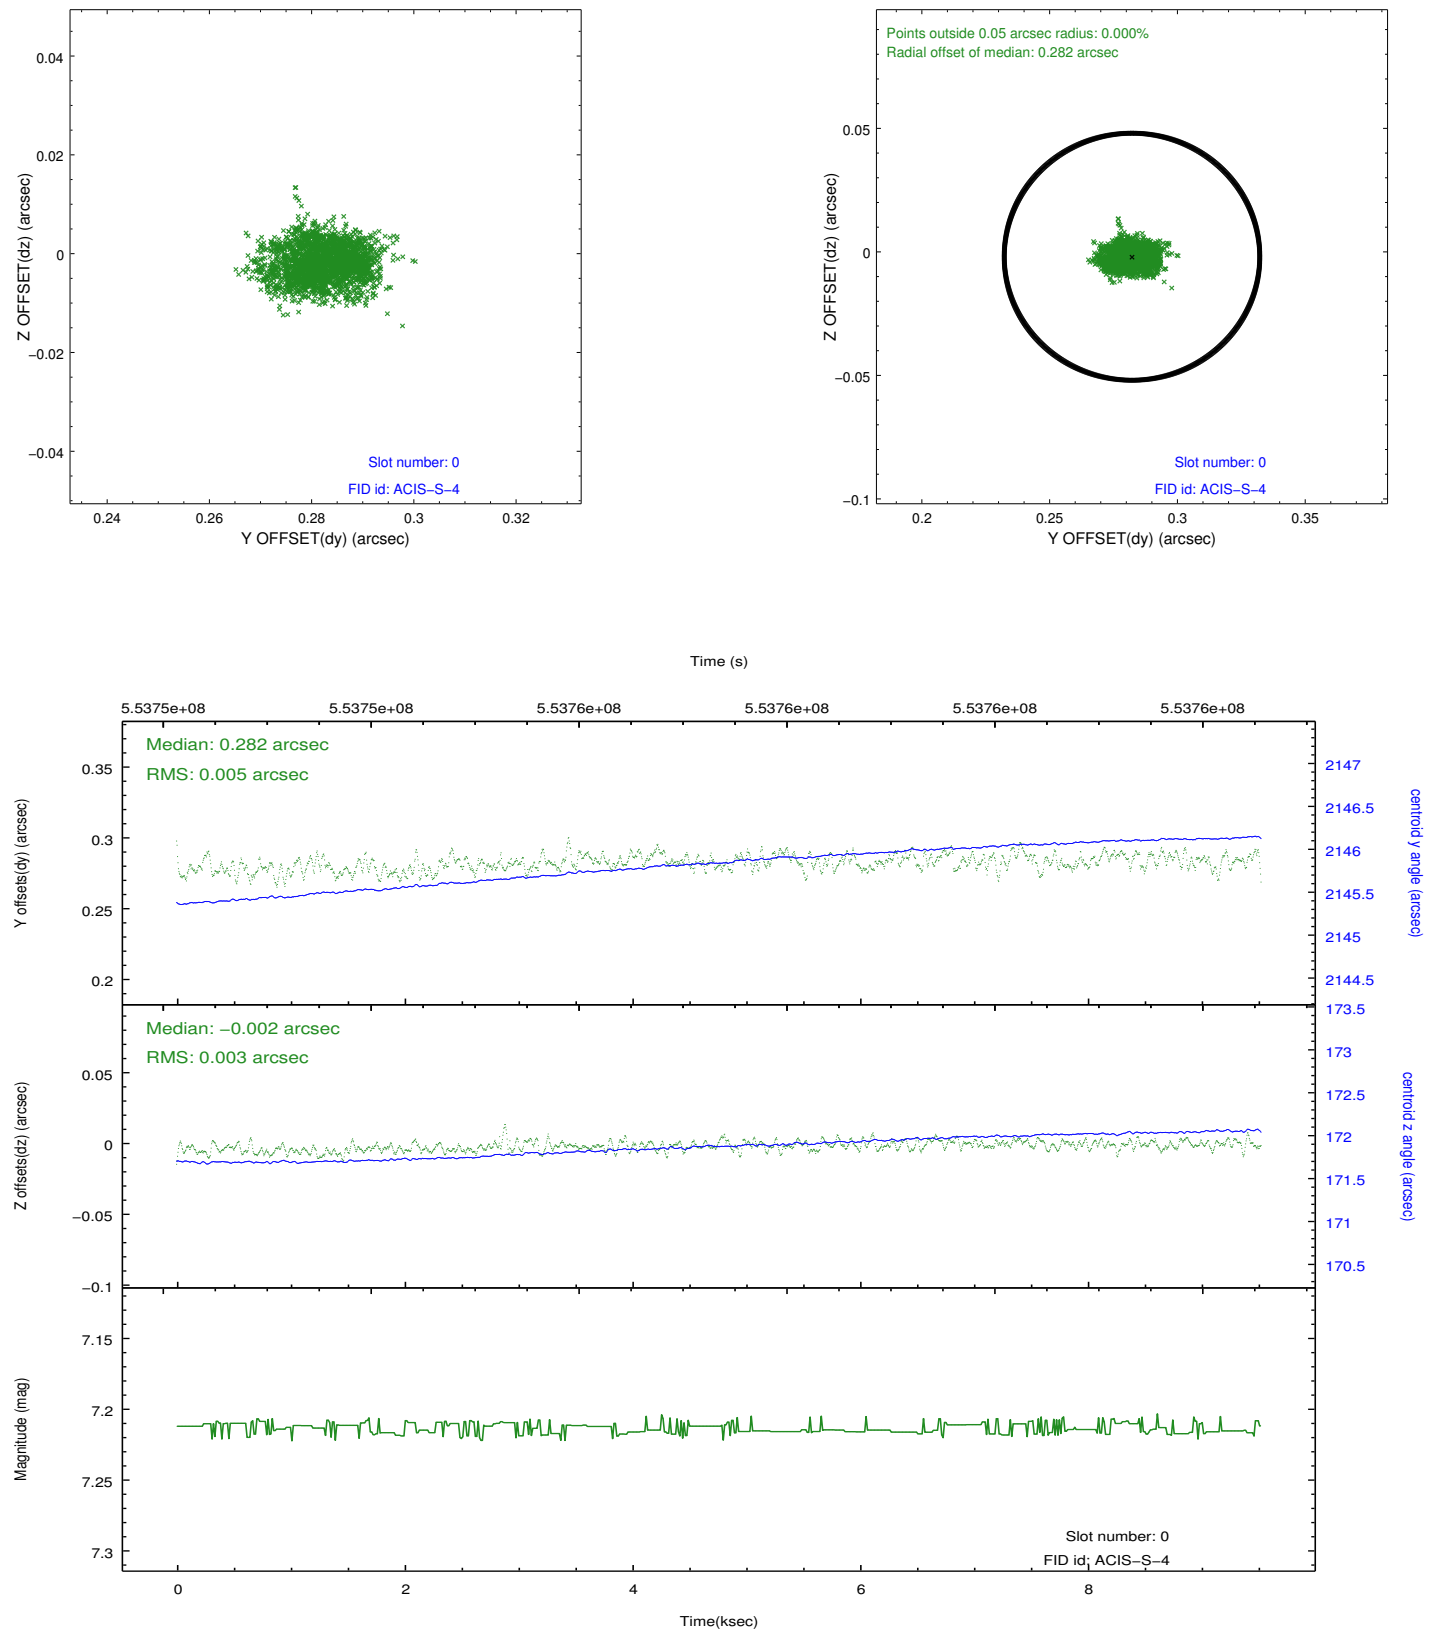 0.04
0.02
0
−0.02
−0.04
Z OFFSET(dz) (arcsec)
Slot number: 0
FID id: ACIS−S−4
0.24
0.26
0.28
0.3
0.32
Y OFFSET(dy) (arcsec)
Points outside 0.05 arcsec radius: 0.000%
Radial offset of median: 0.282 arcsec
0.05
0
−0.05
−0.1
Z OFFSET(dz) (arcsec)
Slot number: 0
FID id: ACIS−S−4
0.2
0.25
0.3
0.35
Y OFFSET(dy) (arcsec)
Time (s)
5.5375e+08
5.5375e+08
5.5376e+08
5.5376e+08
5.5376e+08
5.5376e+08
Median: 0.282 arcsec
RMS: 0.005 arcsec
0.35
0.3
0.25
0.2
Y offsets(dy) (arcsec)
2147
2146.5
2146
2145.5
2145
2144.5
centroid y angle (arcsec)
Median: −0.002 arcsec
RMS: 0.003 arcsec
0.05
0
−0.05
−0.1
Z offsets(dz) (arcsec)
173.5
173
172.5
172
171.5
171
170.5
centroid z angle (arcsec)
7.15
7.2
7.25
7.3
Magnitude (mag)
Slot number: 0
FID id: ACIS−S−4
0
2
4
6
8
Time(ksec)